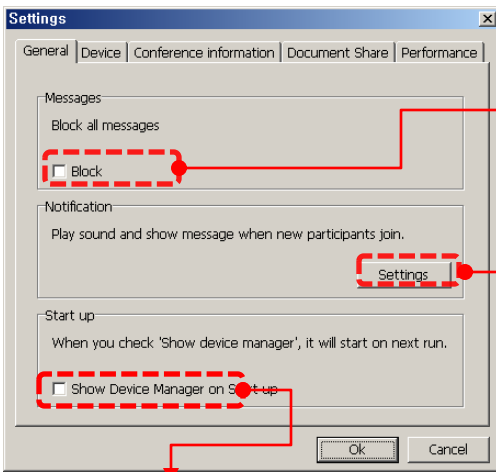 Settings
General Device Conference information Document Share Performance
Messages
Block all messages
Block
Notification
Play sound and show message when new participants join.
Settings
Start up
When you check 'Show device manager', it will start on next run.
Show Device Manager on Start up
Ok Cancel